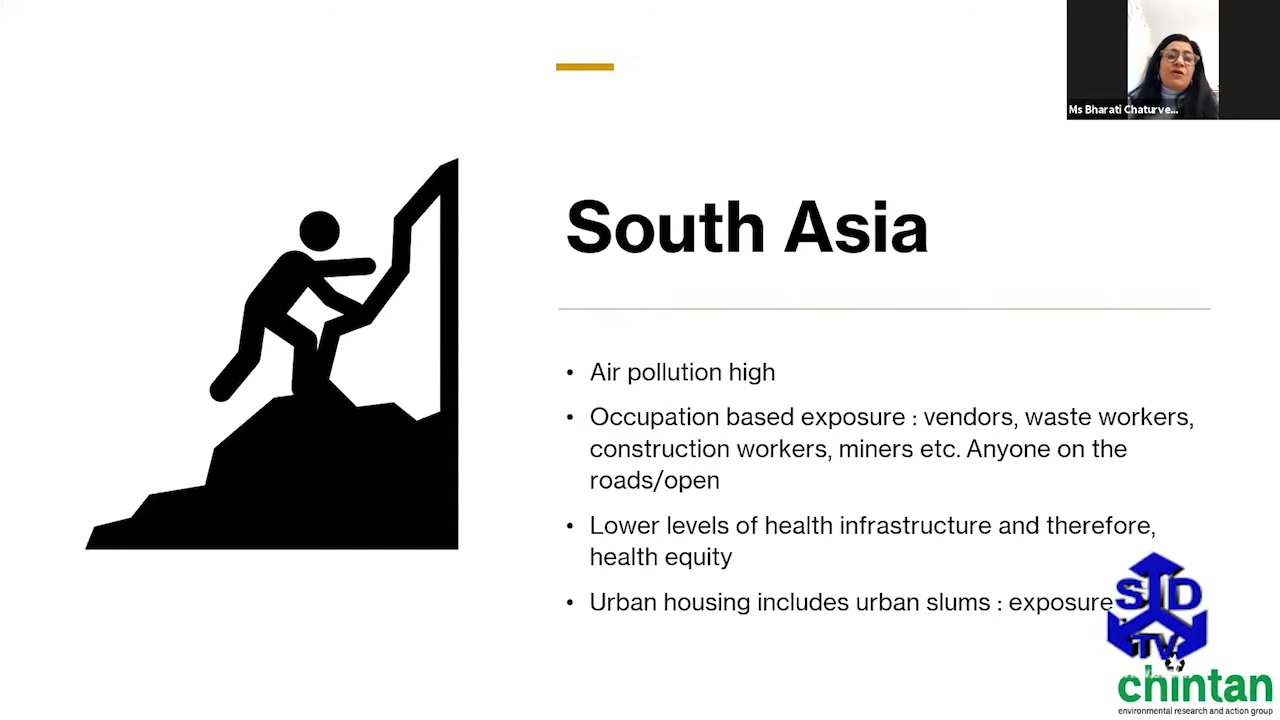 Ms Bharati Chaturve...
South Asia
• Air pollution high
• Occupation based exposure : vendors, waste workers,
construction workers, miners etc. Anyone on the
roads/open
• Lower levels of health infrastructure and therefore,
health equity
• Urban housing includes urban slums : exposure
SD
TV
chintan
environmental research and action group